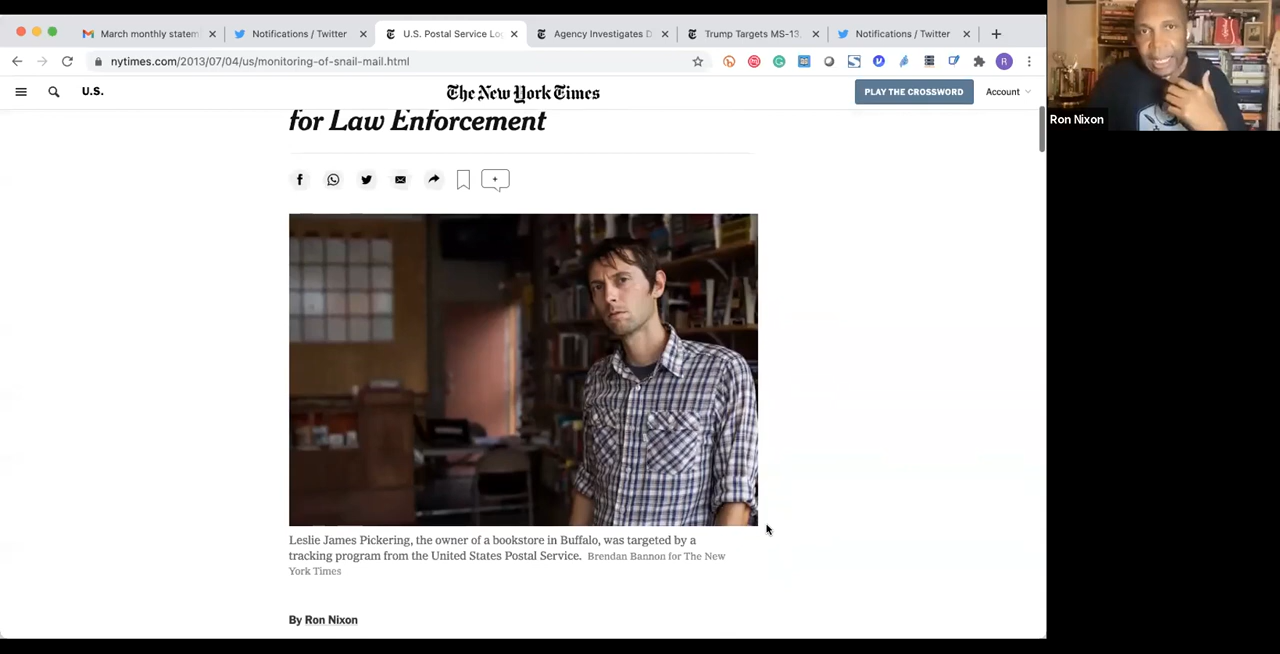 March monthly statem
Notifications / Twitter
U.S. Postal Service Lo
Agency Investigates D
Trump Targets MS-13,
Notifications / Twitter
nytimes.com/2013/07/04/us/monitoring-of-snail-mail.html
R
U.S.
The New York Times
PLAY THE CROSSWORD
Account
Ron Nixon
for Law Enforcement
Leslie James Pickering, the owner of a bookstore in Buffalo, was targeted by a
tracking program from the United States Postal Service. Brendan Bannon for The New
York Times
By Ron Nixon